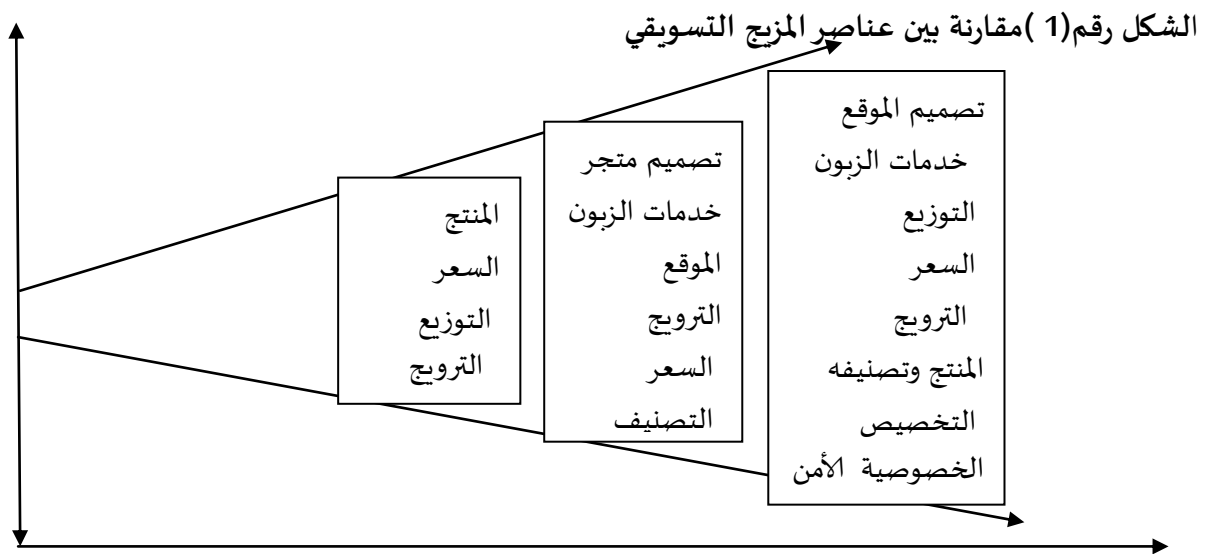 الشكل رقم(1 )مقارنة بين عناصر المزيج التسويقي
تصميم الموقع
خدمات الزبون
التوزيع
السعر
الترويج
المنتج وتصنيفه
التخصيص
الخصوصية الأمن
تصميم متجر
خدمات الزبون
الموقع
الترويج
السعر
التصنيف
المنتج
السعر
التوزيع
الترويج